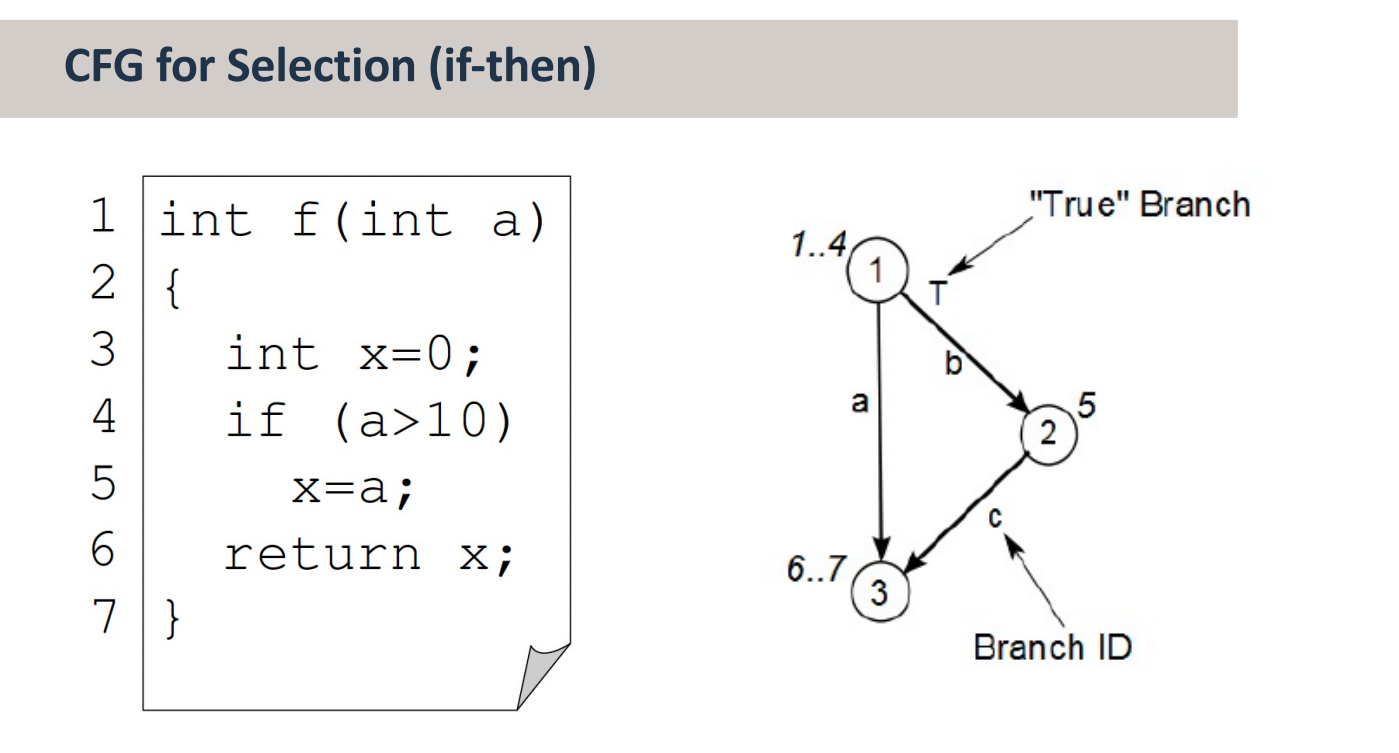 CFG for Selection (if-then)
1 int f(int a)
2 {
3 int x=0;
4 if (a>10)
5 x=a;
6 return x;
7 }
"True" Branch
1..4
1
T
b
a
5
2
c
6..7
3
Branch ID